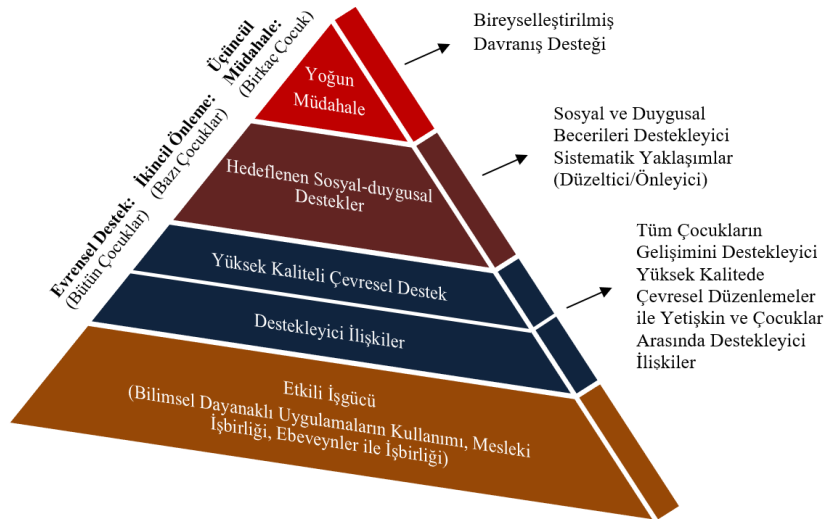 Üçüncül
Müdahale:
(Birkaç Çocuk)
İkincil Önleme:
(Bazı Çocuklar)
Evrensel Destek:
(Bütün Çocuklar)
Yoğun
Müdahale
Hedeflenen Sosyal-duygusal
Destekler
Yüksek Kaliteli Çevresel Destek
Destekleyici İlişkiler
Etkili İşgücü
(Bilimsel Dayanaklı Uygulamaların Kullanımı, Mesleki
İşbirliği, Ebeveynler ile İşbirliği)
Bireyselleştirilmiş
Davranış Desteği
Sosyal ve Duygusal
Becerileri Destekleyici
Sistematik Yaklaşımlar
(Düzeltici/Önleyici)
Tüm Çocukların
Gelişimini Destekleyici
Yüksek Kalitede
Çevresel Düzenlemeler
ile Yetişkin ve Çocuklar
Arasında Destekleyici
İlişkiler